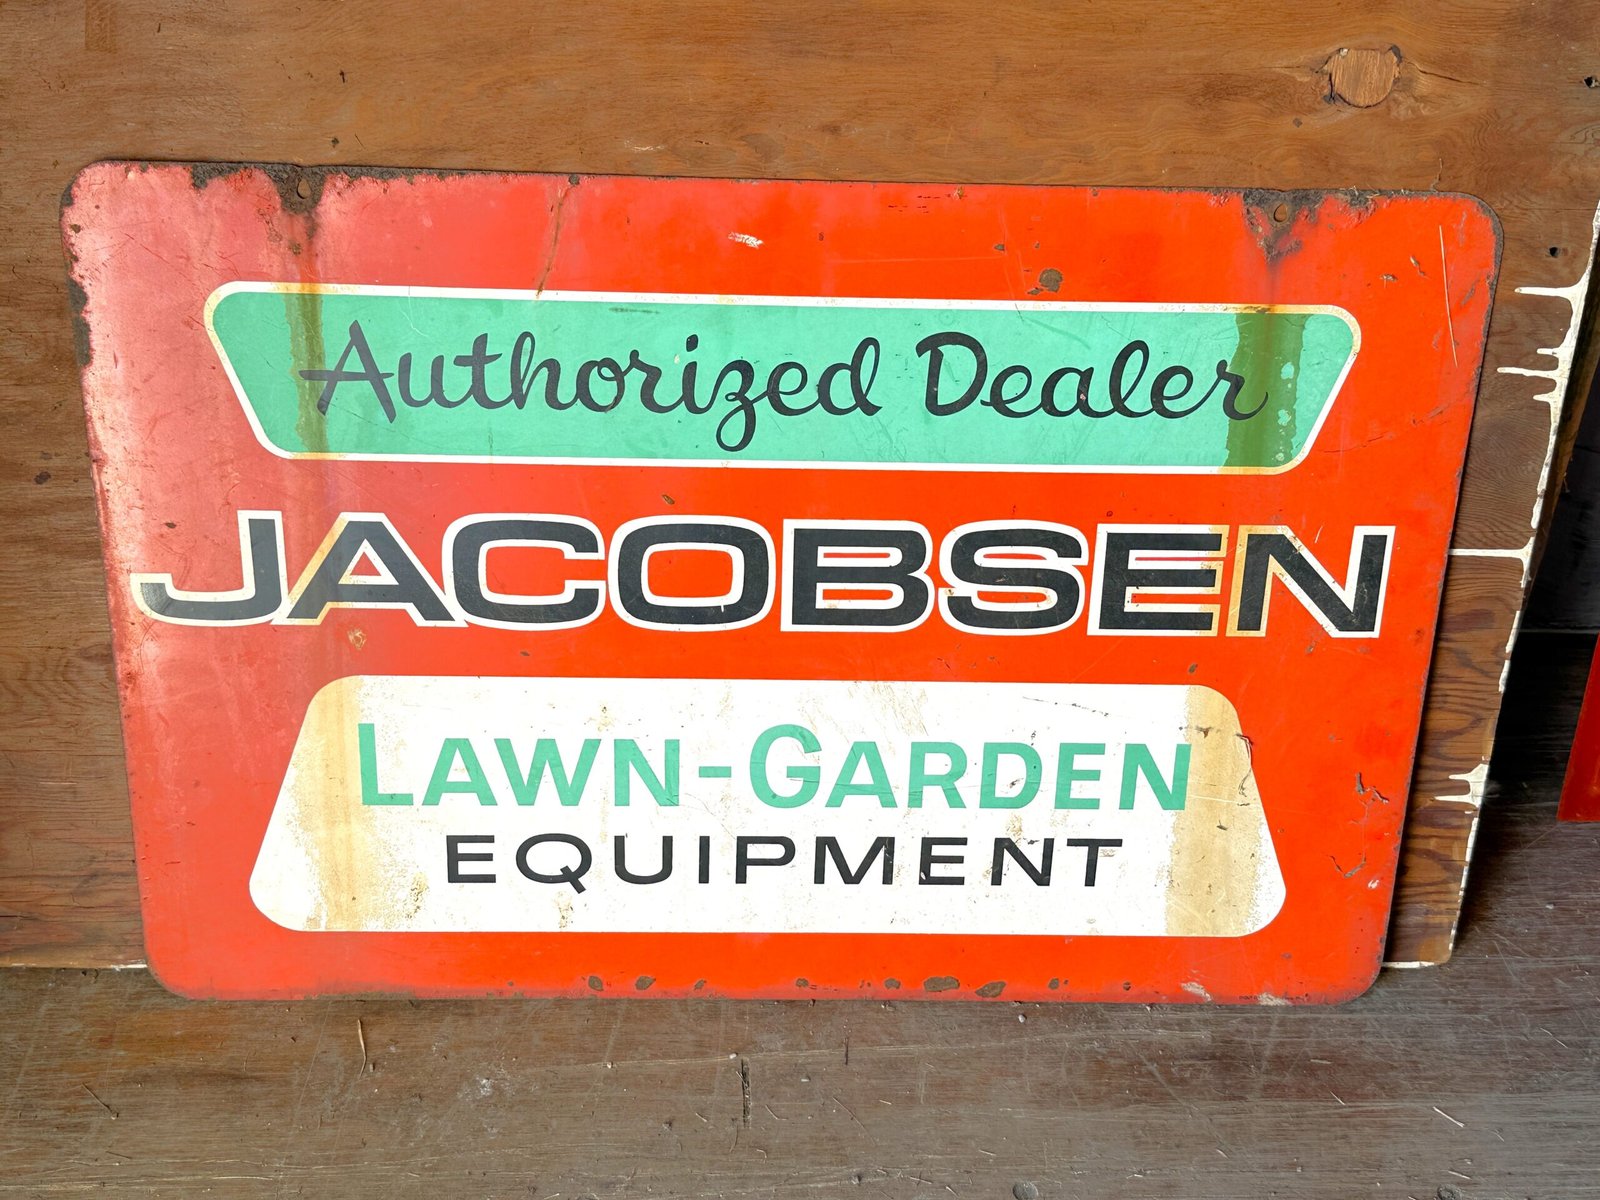 Authorized Dealer
JACOBSEN
LAWN-GARDEN
EQUIPMENT